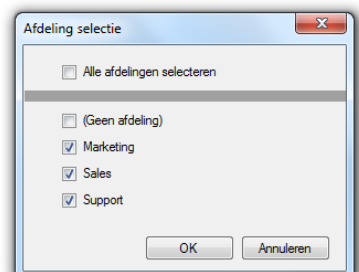 Afdeling selectie
Alle afdelingen selecteren
(Geen afdeling)
Marketing
Sales
Support
OK Annuleren